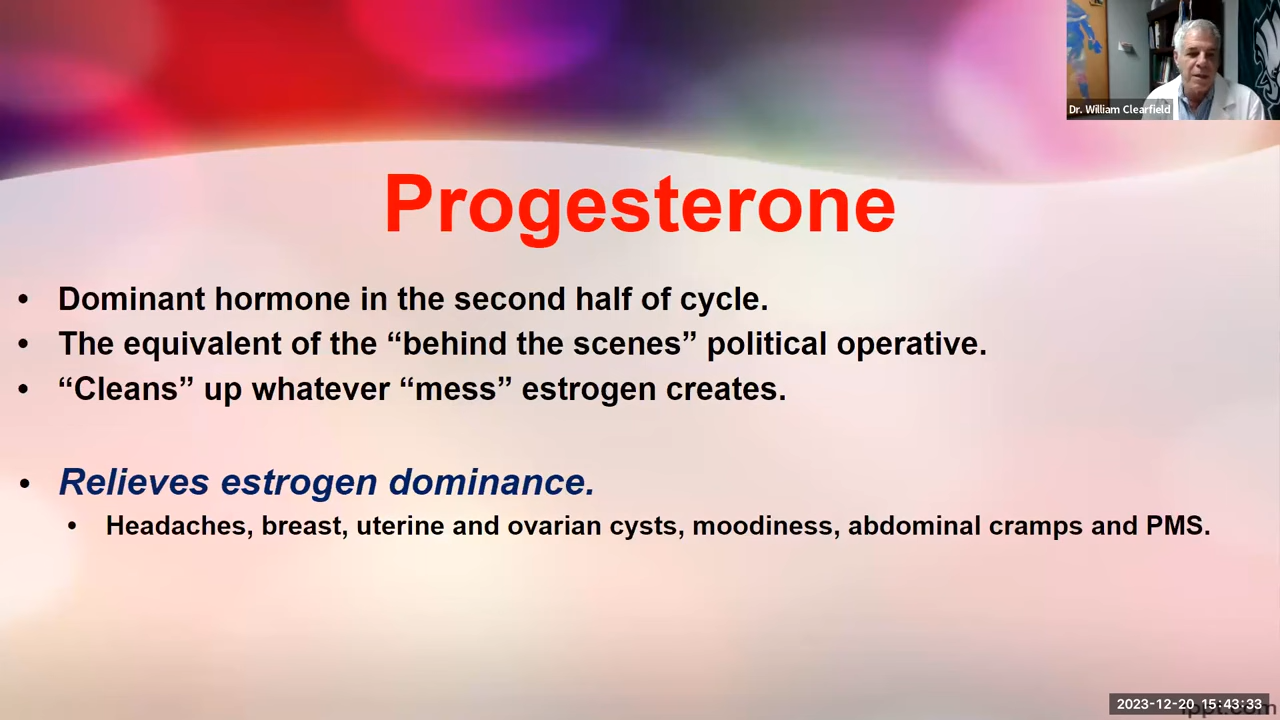 Dr. William Clearfield
Progesterone
• Dominant hormone in the second half of cycle.
• The equivalent of the “behind the scenes” political operative.
• “Cleans” up whatever “mess” estrogen creates.
• Relieves estrogen dominance.
• Headaches, breast, uterine and ovarian cysts, moodiness, abdominal cramps and PMS.
2023-12-20 15:43:33